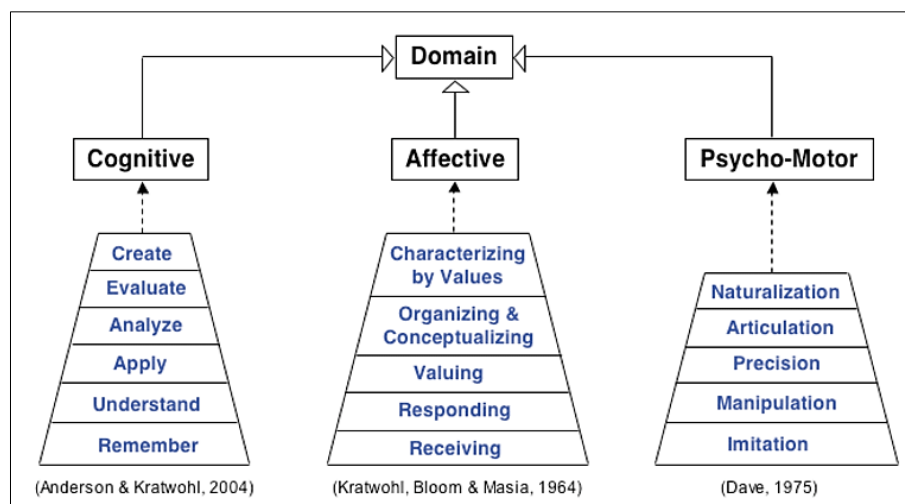 Domain
Cognitive
Affective
Psycho-Motor
Create
Evaluate
Analyze
Apply
Understand
Remember
(Anderson & Kratwohl, 2004)
Characterizing
by Values
Organizing &
Conceptualizing
Valuing
Responding
Receiving
(Kratwohl, Bloom & Masia, 1964)
Naturalization
Articulation
Precision
Manipulation
Imitation
(Dave, 1975)